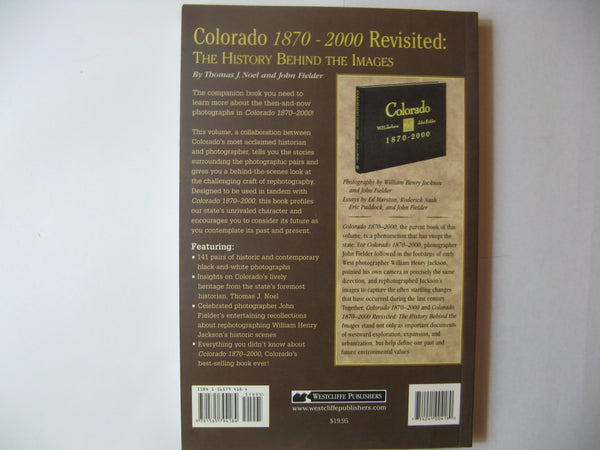 Colorado 1870 - 2000 Revisited:
THE HISTORY BEHIND THE IMAGES
By Thomas J. Noel and John Fielder
The companion book you need to
learn more about the then-and-now
photographs in Colorado 1870–2000!
This volume, a collaboration between
Colorado's most acclaimed historian
and photographer, tells you the stories
surrounding the photographic pairs and
gives you a behind-the-scenes look at
the challenging craft of rephotography.
Designed to be used in tandem with
Colorado 1870–2000, this book profiles
our state's unrivaled character and
encourages you to consider its future as
you contemplate its past and present.
Featuring:
• 141 pairs of historic and contemporary
black-and-white photographs
• Insights on Colorado's lively
heritage from the state's foremost
historian, Thomas J. Noel
• Celebrated photographer John
Fielder's entertaining recollections
about rephotographing William Henry
Jackson's historic scenes
• Everything you didn't know about
Colorado 1870–2000, Colorado's
best-selling book ever!
Colorado
W.H. Jackson
John Fielder
1870-2000
Photography by William Henry Jackson
and John Fielder
Essays by Ed Marston, Roderick Nash
Eric Paddock, and John Fielder
Colorado 1870–2000, the parent book of this
volume, is a phenomenon that has swept the
state. For Colorado 1870–2000, photographer
John Fielder followed in the footsteps of early
West photographer William Henry Jackson,
pointed his own camera in precisely the same
direction, and rephotographed Jackson's
images to capture the often startling changes
that have occurred during the last century.
Together, Colorado 1870–2000 and Colorado
1870–2000 Revisited: The History Behind the
Images stand not only as important documents
of westward exploration, expansion, and
urbanization, but help define our past and
future environmental values.
ISBN 1-56579-418-4
51995
9 781565 794184
WESTCLIFFE PUBLISHERS
www.westcliffepublishers.com
$19.95